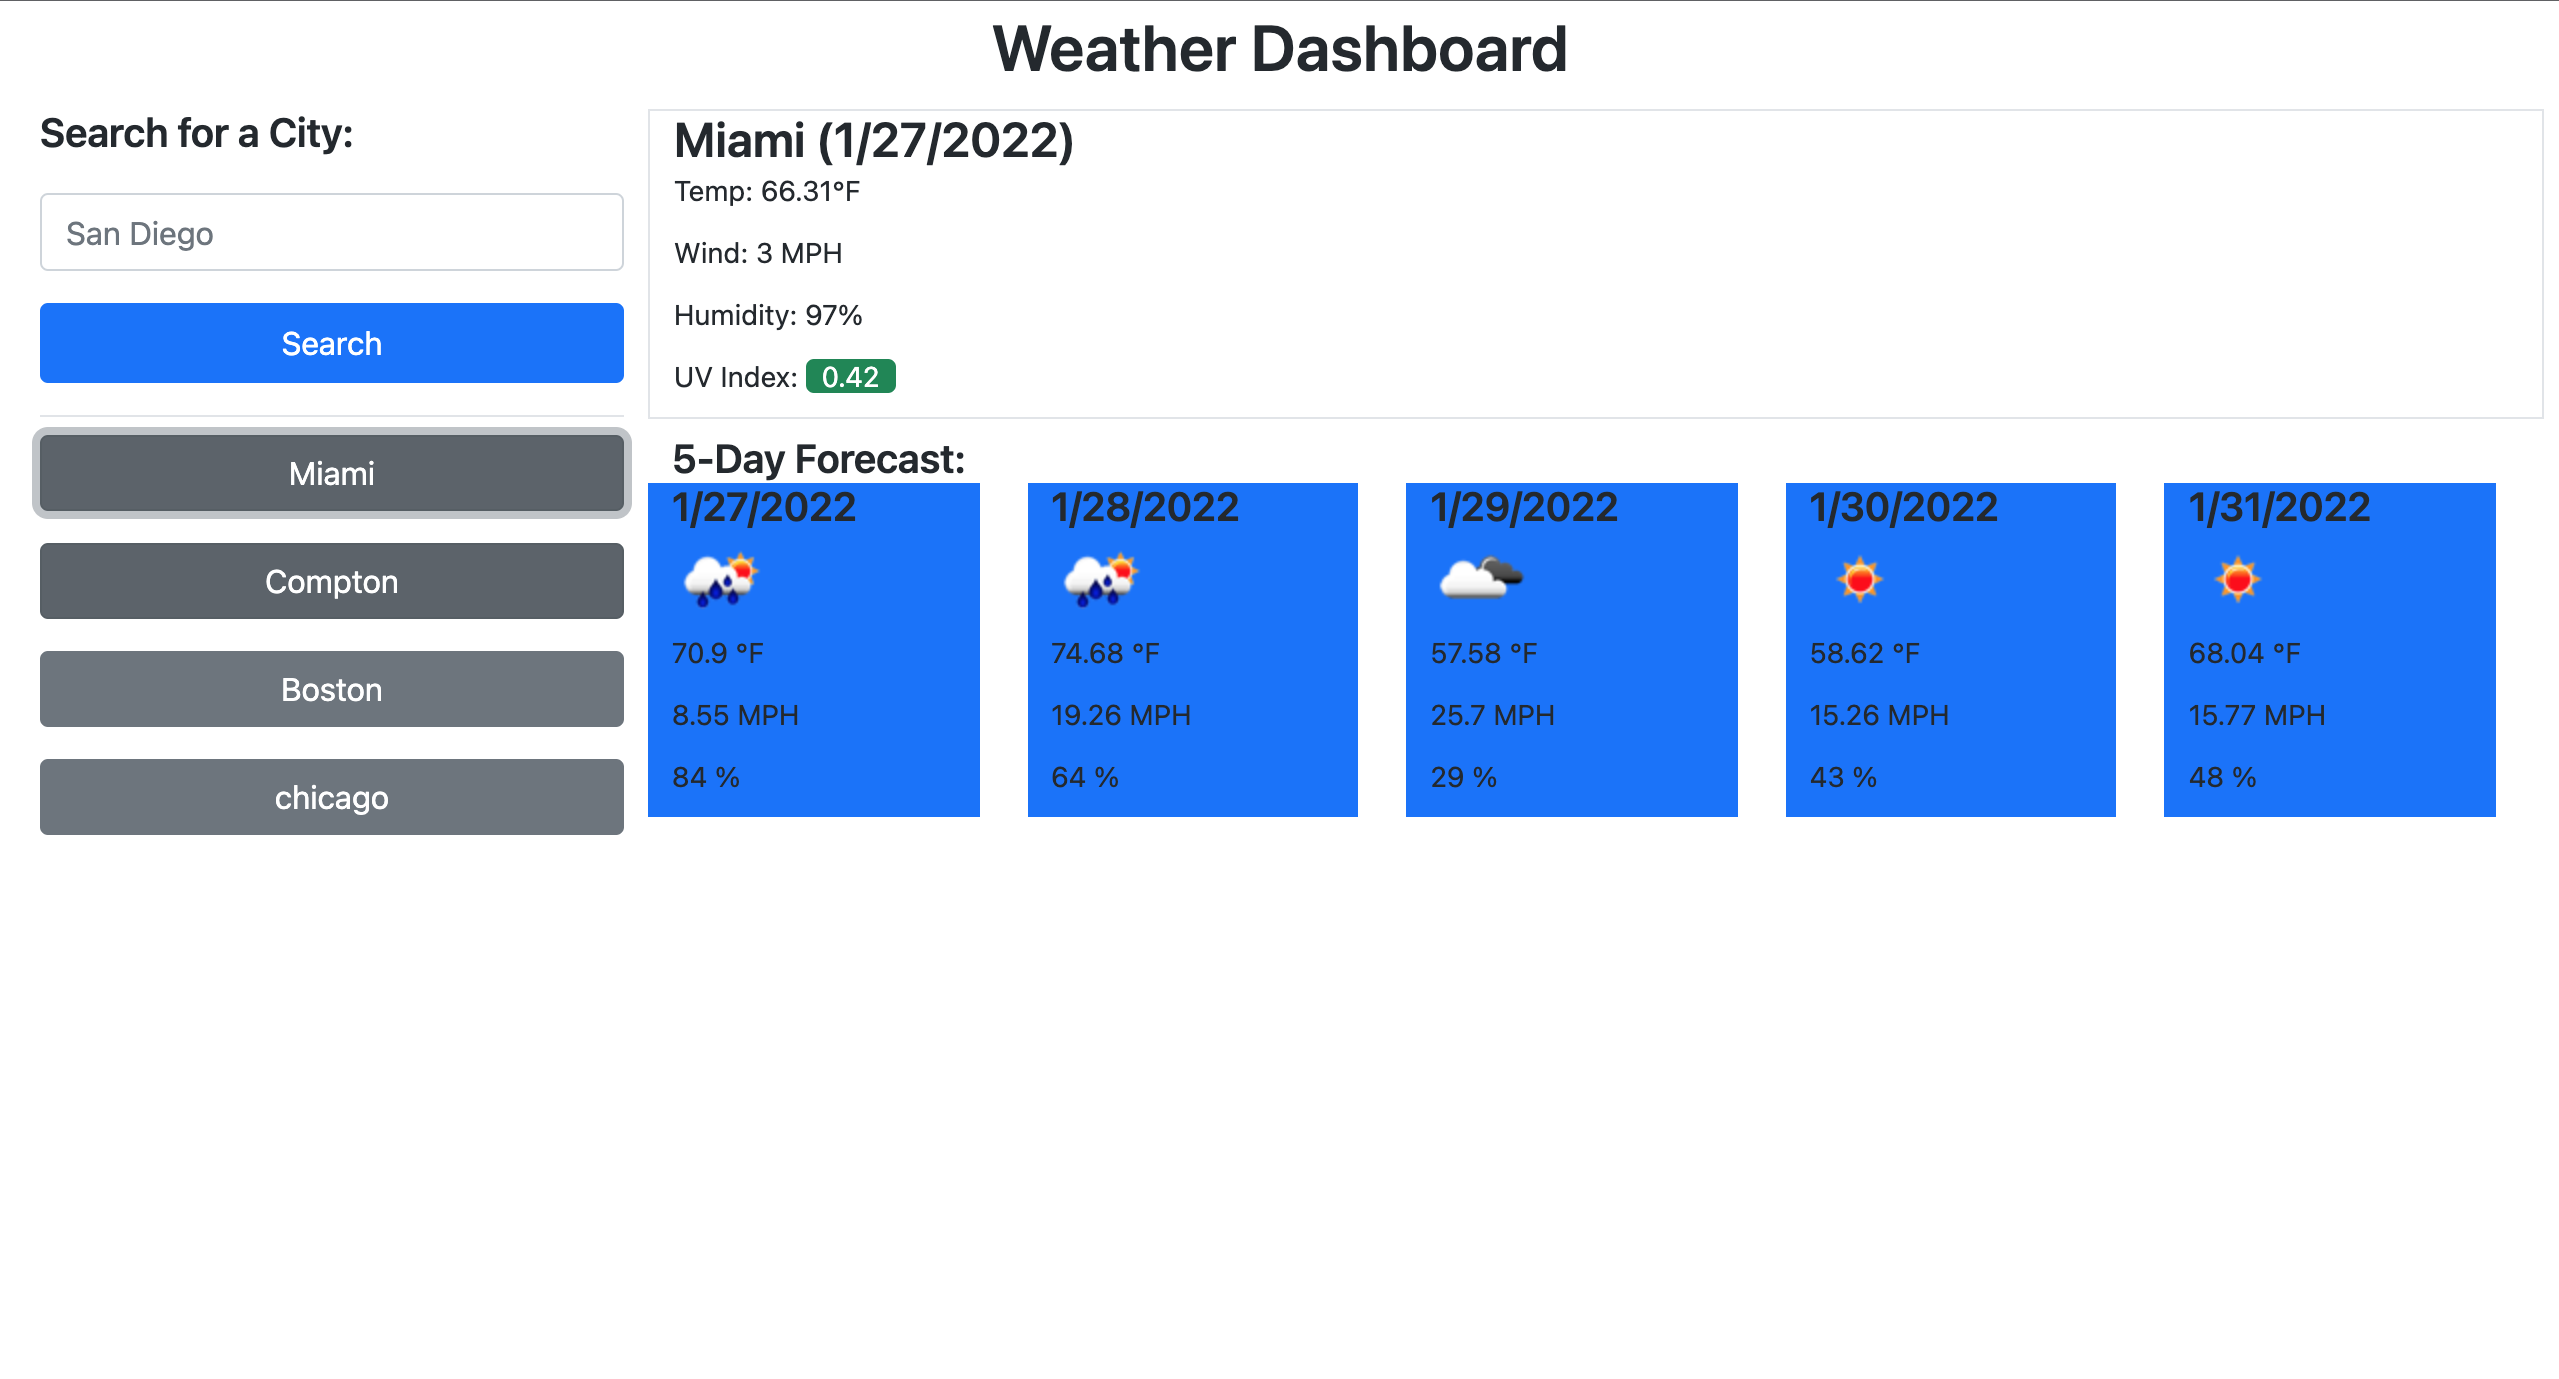 Weather Dashboard
Search for a City:
San Diego
Search
Miami
Compton
Boston
chicago
Miami (1/27/2022)
Temp: 66.31°F
Wind: 3 MPH
Humidity: 97%
UV Index: 0.42
5-Day Forecast:
1/27/2022
70.9 °F
8.55 MPH
84 %
1/28/2022
74.68 °F
19.26 MPH
64 %
1/29/2022
57.58 °F
25.7 MPH
29 %
1/30/2022
58.62 °F
15.26 MPH
43 %
1/31/2022
68.04 °F
15.77 MPH
48 %